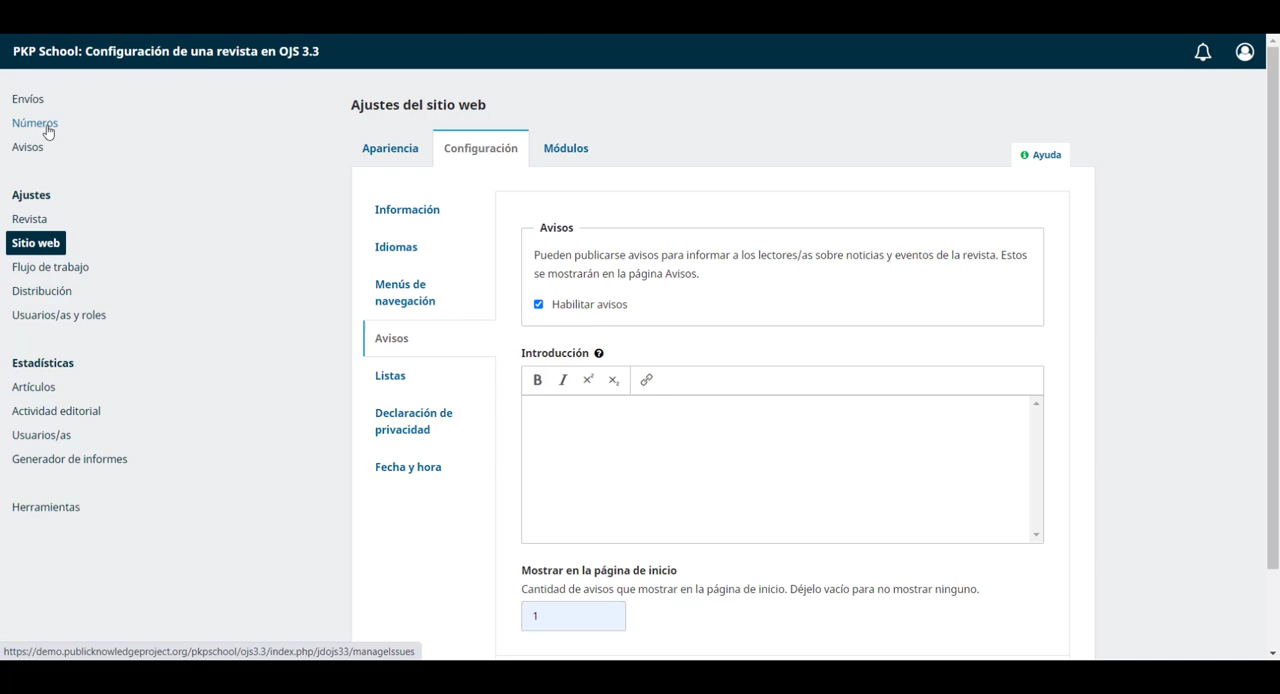 PKP School: Configuración de una revista en OJS 3.3
Envíos
Números
Avisos
Ajustes
Revista
Sitio web
Flujo de trabajo
Distribución
Usuarios/as y roles
Estadísticas
Artículos
Actividad editorial
Usuarios/as
Generador de informes
Herramientas
Ajustes del sitio web
Apariencia
Configuración
Módulos
Ayuda
Información
Idiomas
Menús de
navegación
Avisos
Listas
Declaración de
privacidad
Fecha y hora
Avisos
Pueden publicarse avisos para informar a los lectores/as sobre noticias y eventos de la revista. Estos
se mostrarán en la página Avisos.
Habilitar avisos
Introducción
B I x² x₂
Mostrar en la página de inicio
Cantidad de avisos que mostrar en la página de inicio. Déjelo vacío para no mostrar ninguno.
1
https://demo.publicknowledgeproject.org/pkpschool/ojs3.3/index.php/jdojs33/manageIssues